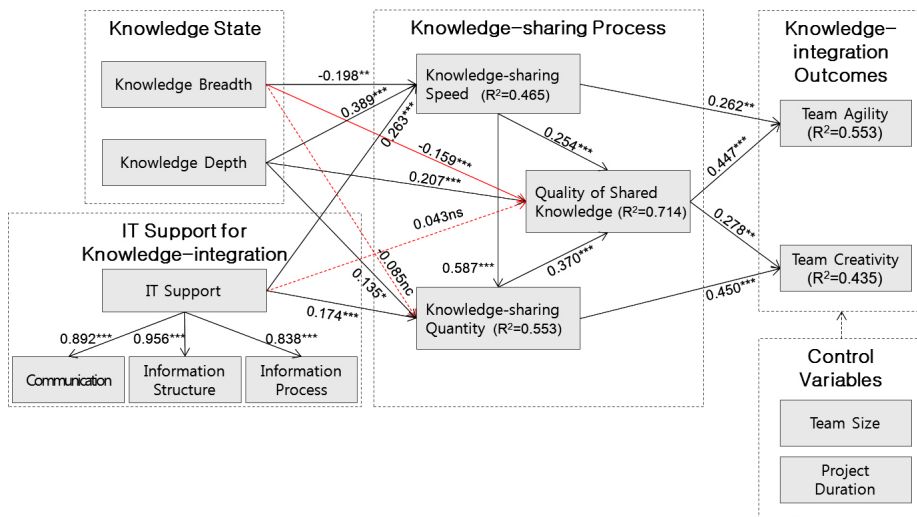 Knowledge State
Knowledge Breadth
Knowledge Depth
IT Support for
Knowledge-integration
IT Support
0.892***
0.956***
0.838***
Communication
Information
Structure
Information
Process
-0.198**
0.389***
0.263***
-0.159***
0.207***
0.043ns
-0.085nc
0.135*
0.174***
Knowledge-sharing Process
Knowledge-sharing
Speed (R²=0.465)
0.254***
Quality of Shared
Knowledge (R²=0.714)
0.587***
0.370***
Knowledge-sharing
Quantity (R²=0.553)
0.262**
0.447***
0.278**
0.450***
Knowledge-
integration
Outcomes
Team Agility
(R²=0.553)
Team Creativity
(R²=0.435)
Control
Variables
Team Size
Project
Duration